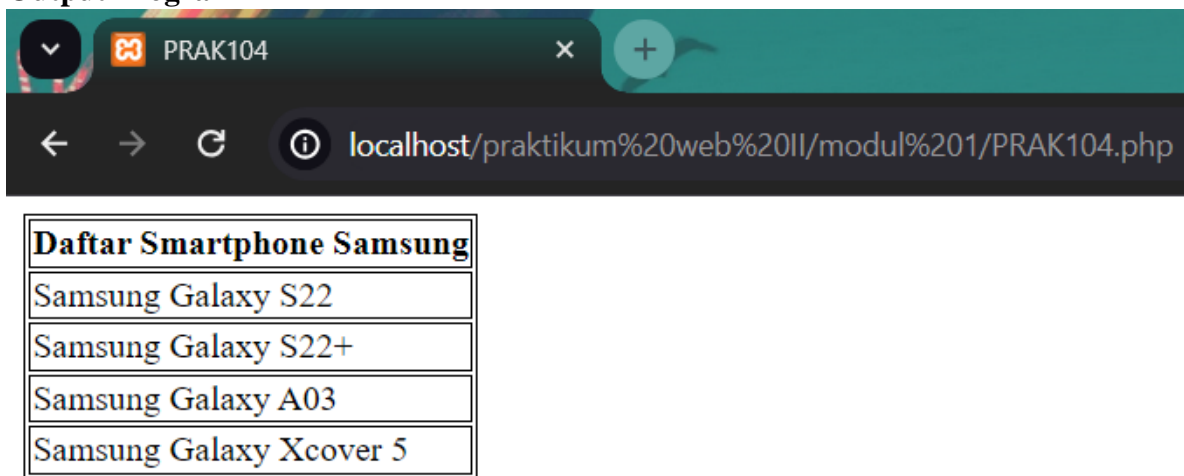 PRAK104
localhost/praktikum%20web%20II/modul%201/PRAK104.php
Daftar Smartphone Samsung
Samsung Galaxy S22
Samsung Galaxy S22+
Samsung Galaxy A03
Samsung Galaxy Xcover 5